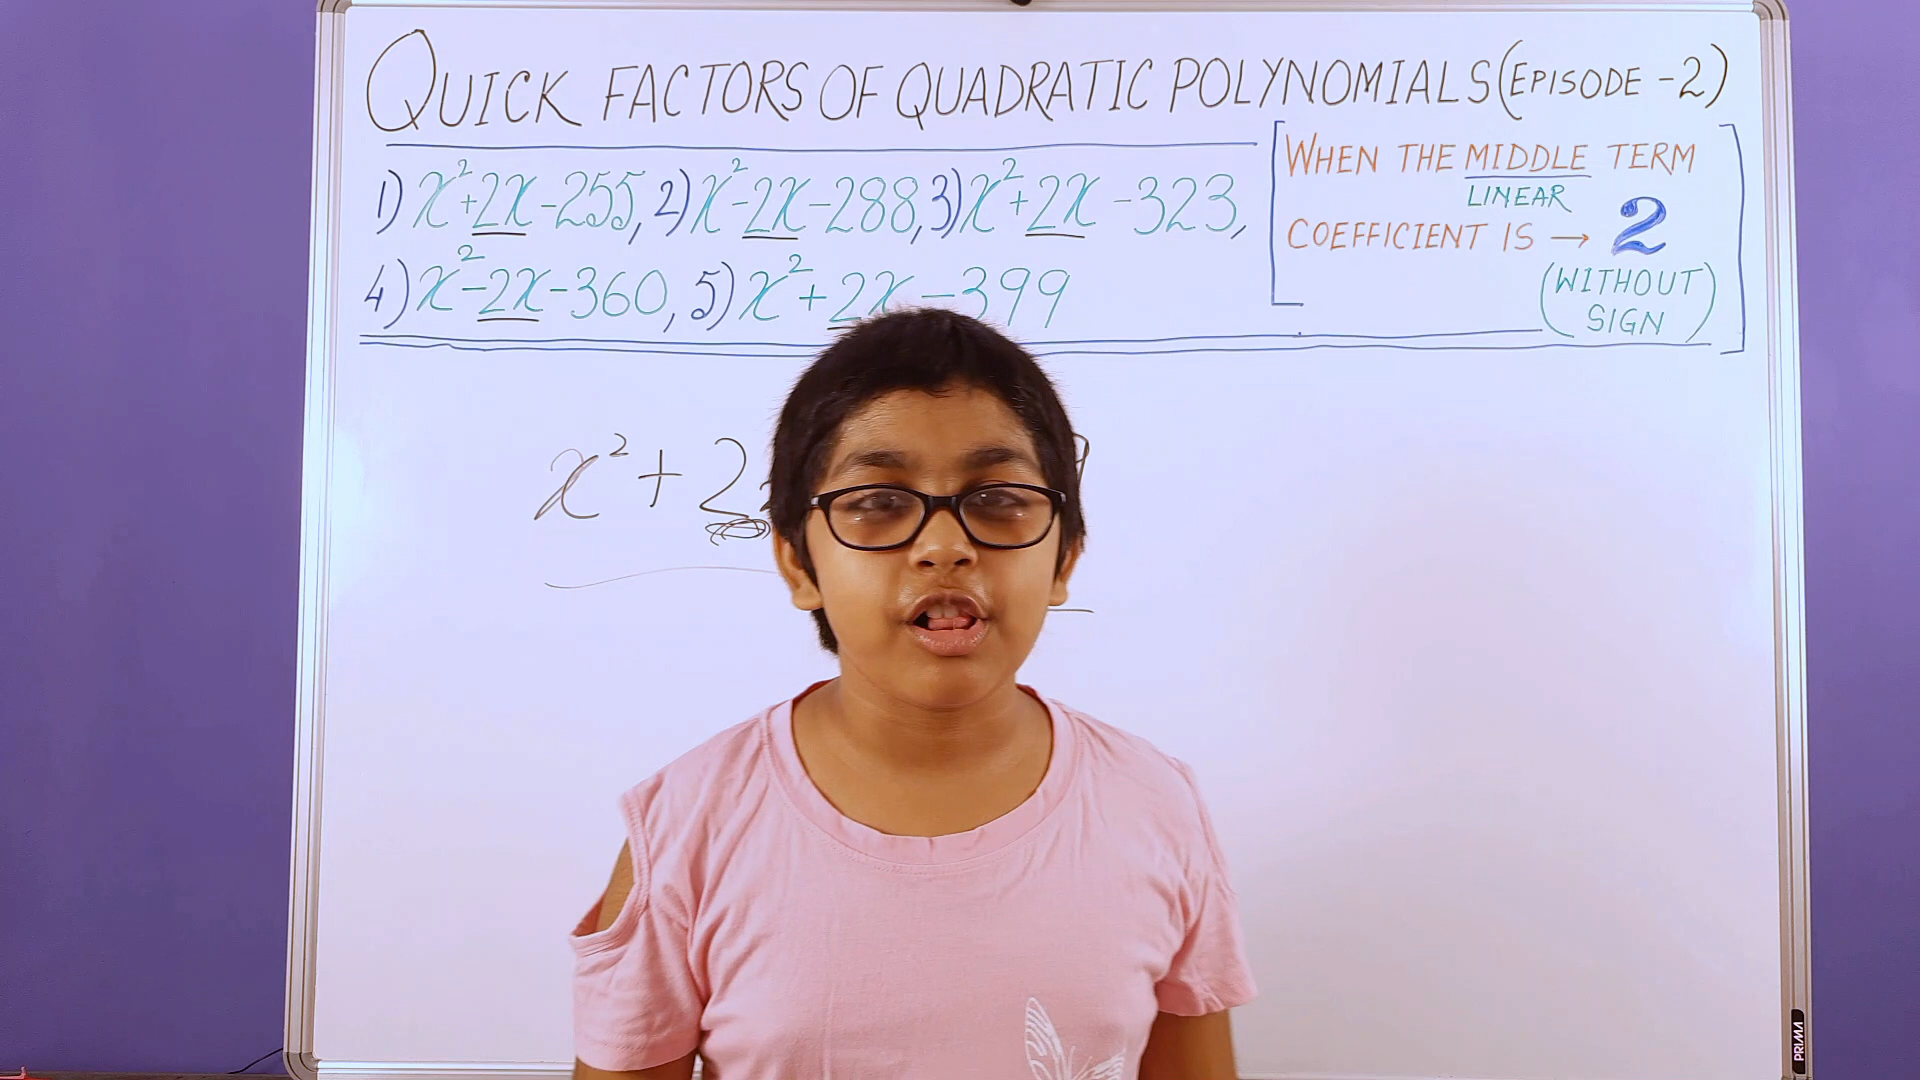 QUICK FACTORS OF QUADRATIC POLYNOMIALS (EPISODE -2)
1) x²+2x-255, 2) x²-2x-288, 3) x²+2x-323,
4) x²-2x-360, 5) x²+2x-399
[WHEN THE MIDDLE TERM
LINEAR
COEFFICIENT IS → 2
(WITHOUT
SIGN)]
x² + 2
PRIMA